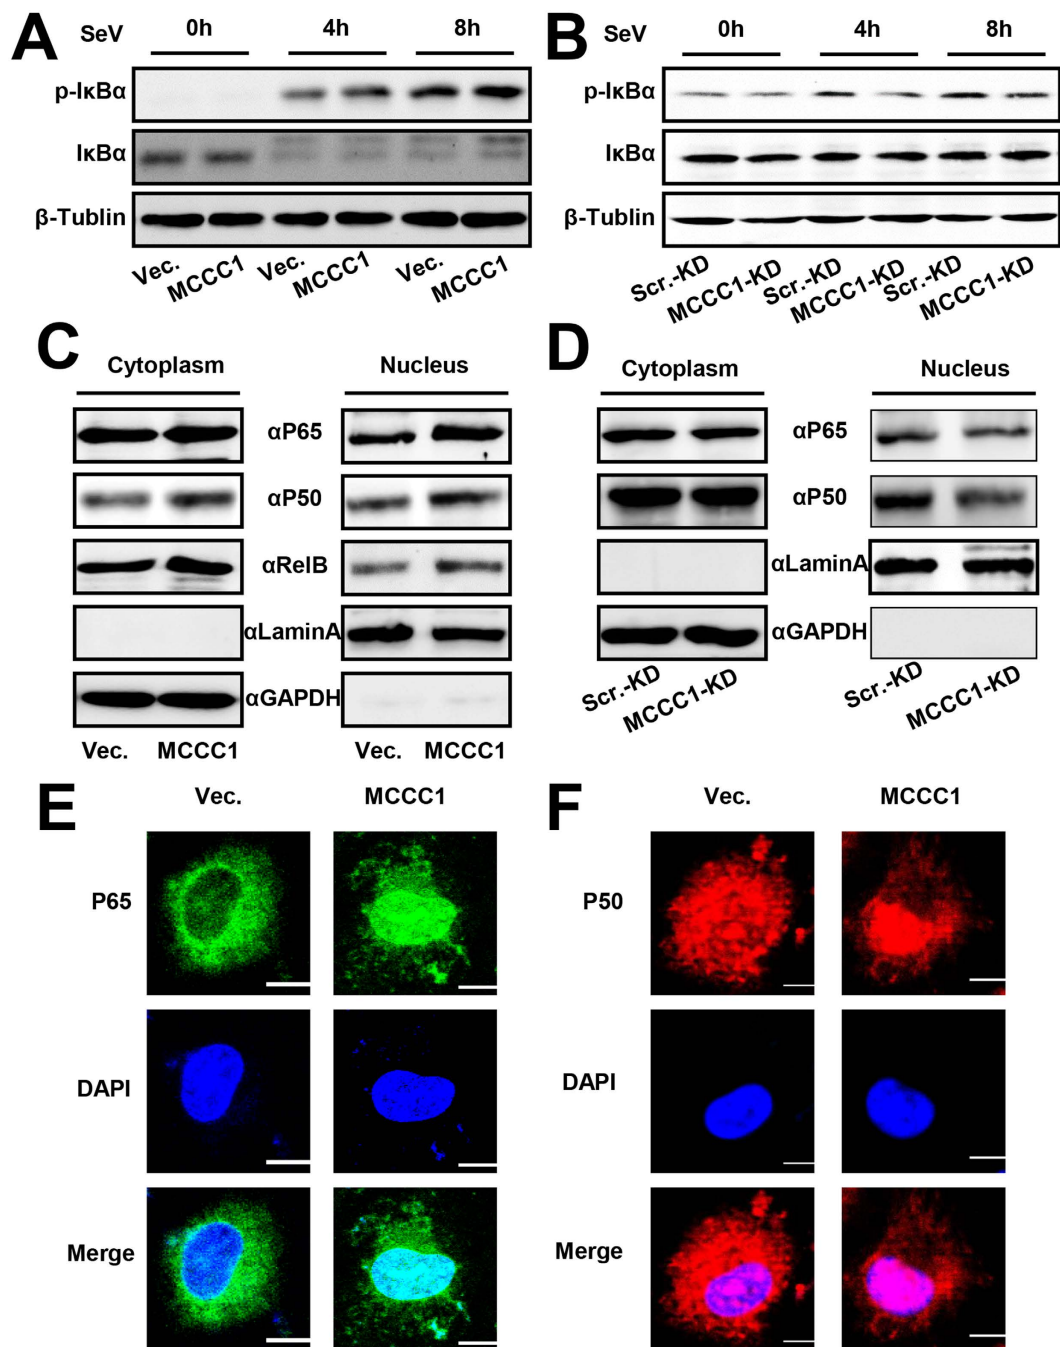 A
SeV 0h 4h 8h
p-IκBα
IκBα
β-Tublin
Vec. MCCC1 Vec. MCCC1 Vec. MCCC1
B
SeV 0h 4h 8h
p-IκBα
IκBα
β-Tublin
Scr.-KD MCCC1-KD Scr.-KD MCCC1-KD Scr.-KD MCCC1-KD
C
Cytoplasm Nucleus
αP65
αP50
αRelB
αLaminA
αGAPDH
Vec. MCCC1 Vec. MCCC1
D
Cytoplasm Nucleus
αP65
αP50
αLaminA
αGAPDH
Scr.-KD MCCC1-KD Scr.-KD MCCC1-KD
E
Vec. MCCC1
P65
DAPI
Merge
F
Vec. MCCC1
P50
DAPI
Merge